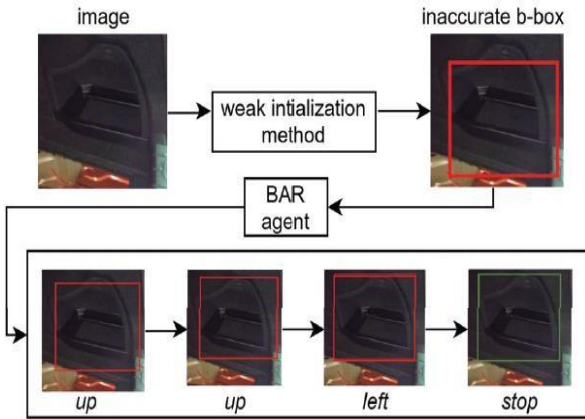 image
inaccurate b-box
weak intialization
method
BAR
agent
up
up
left
stop